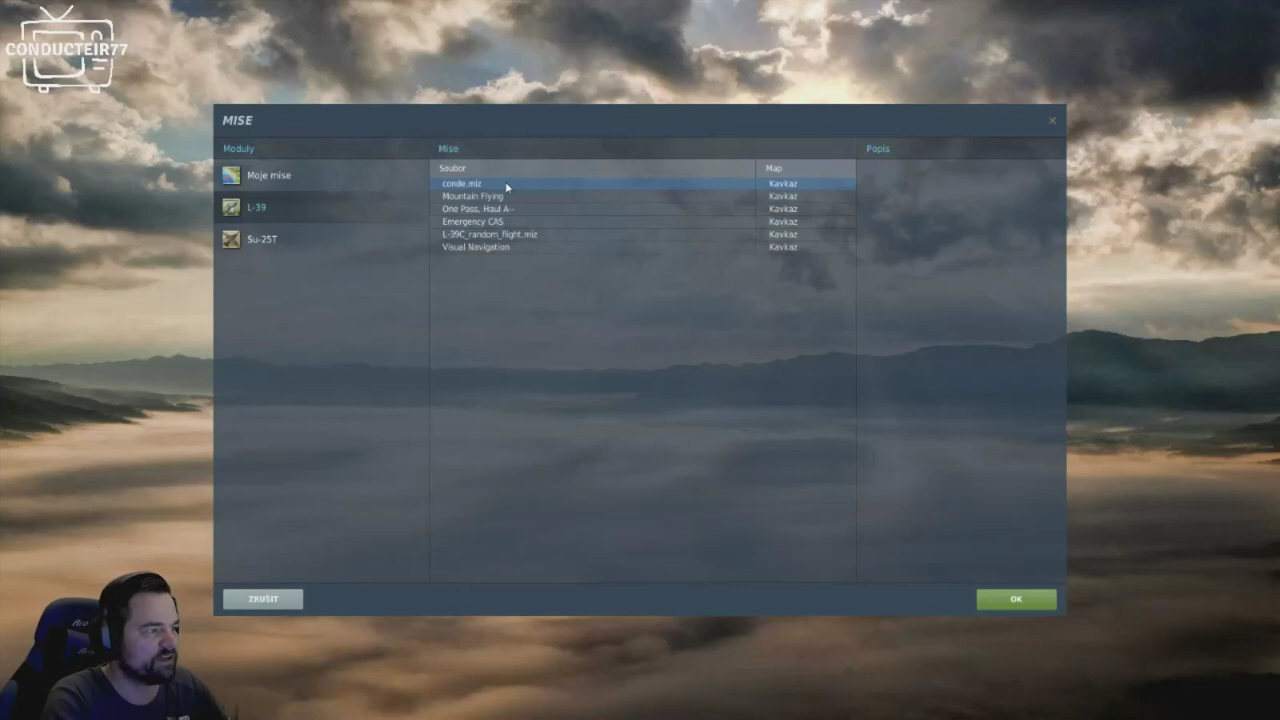 CONDUCTEIR77
MISE
Moduly
Mise
Popis
Moje mise
L-39
Su-25T
Soubor
Map
conde.miz
Kavkaz
Mountain Flying
Kavkaz
One Pass, Haul A--
Kavkaz
Emergency CAS
Kavkaz
L-39C_random_flight.miz
Kavkaz
Visual Navigation
Kavkaz
ZRUŠIT
OK